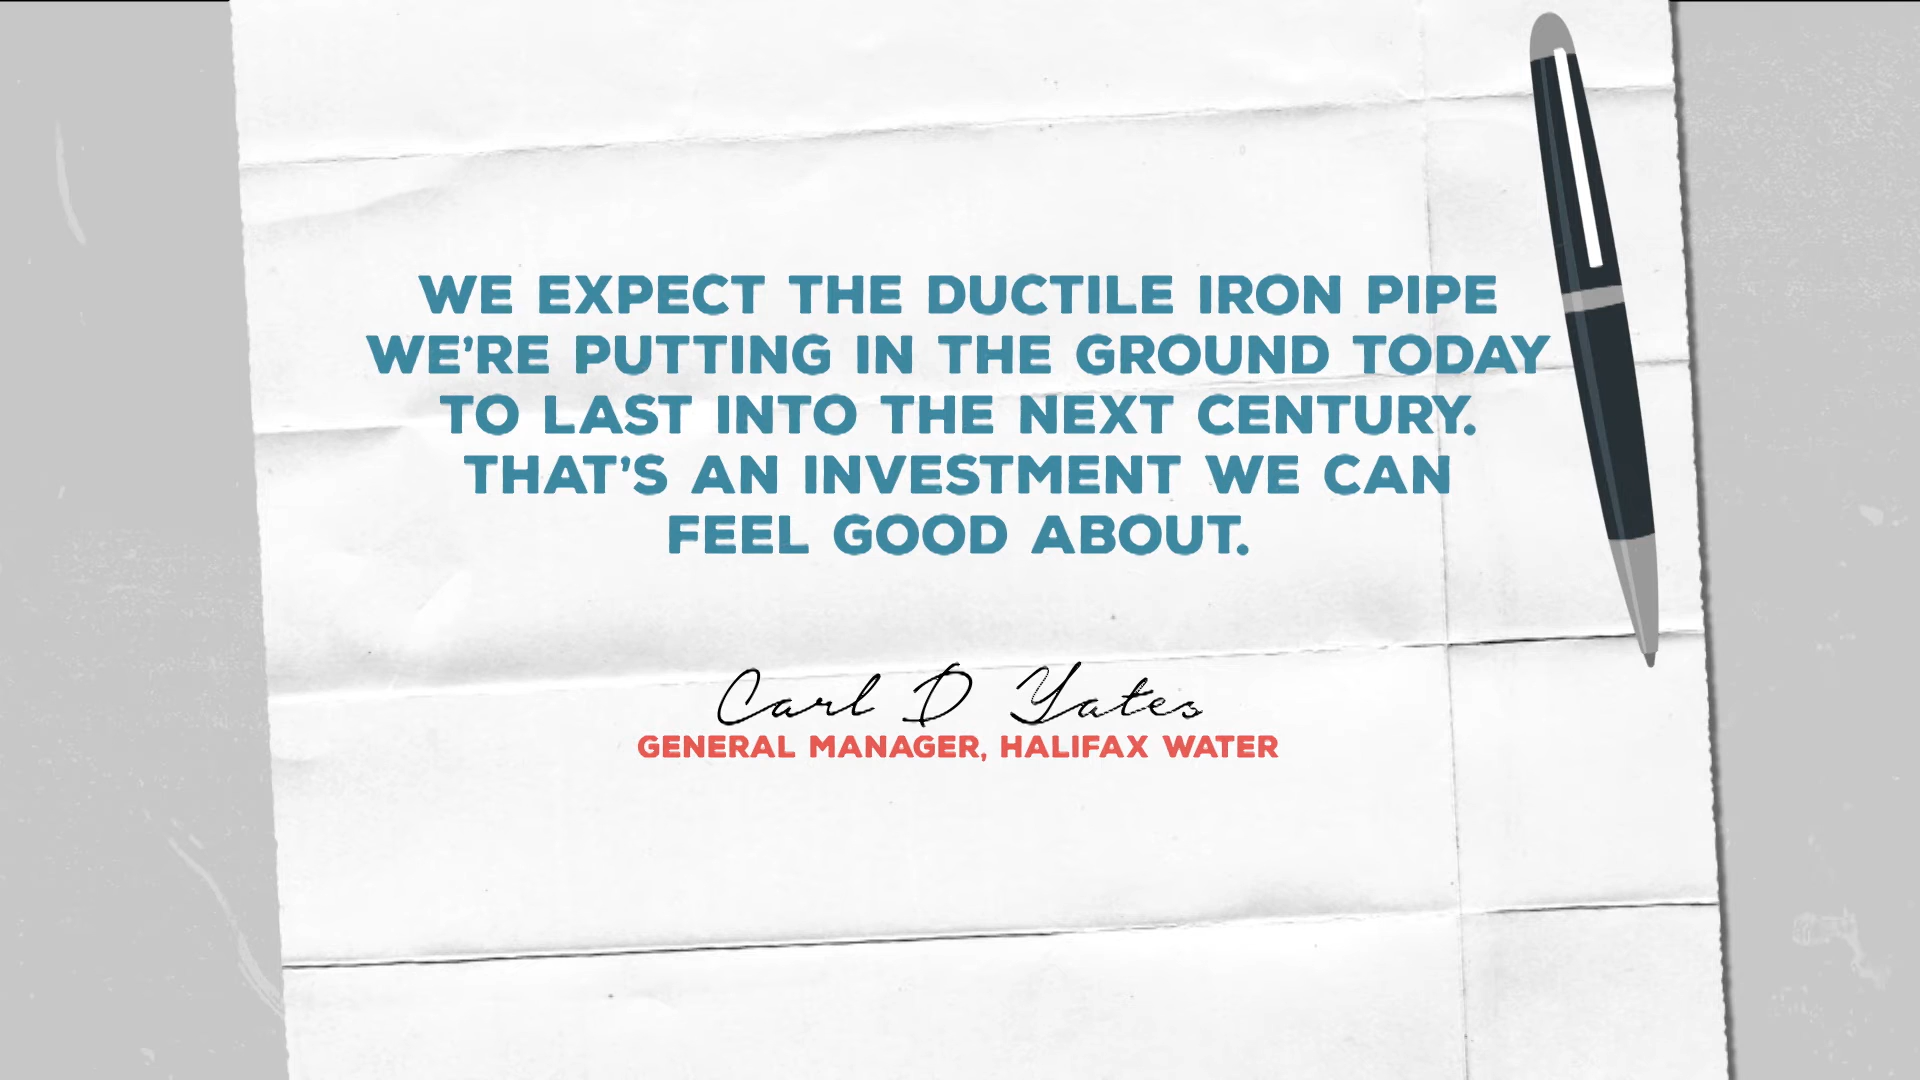 WE EXPECT THE DUCTILE IRON PIPE
WE'RE PUTTING IN THE GROUND TODAY
TO LAST INTO THE NEXT CENTURY.
THAT'S AN INVESTMENT WE CAN
FEEL GOOD ABOUT.
Carl D Yates
GENERAL MANAGER, HALIFAX WATER